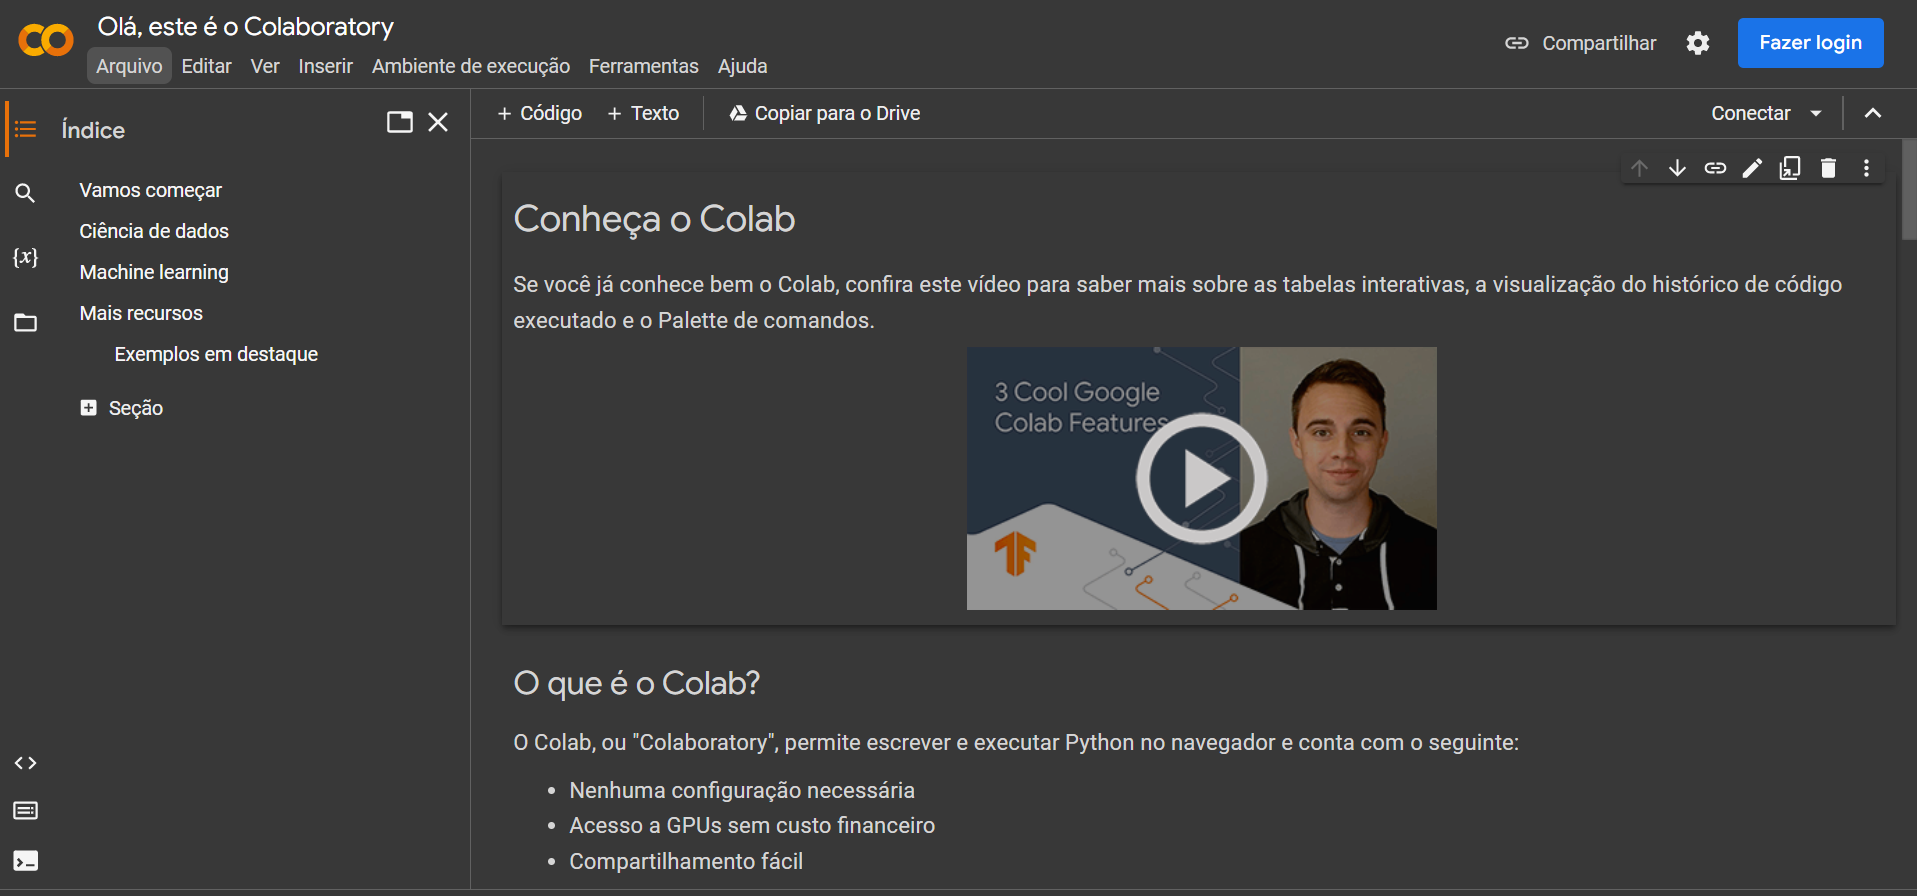 Olá, este é o Colaboratory
Arquivo Editar Ver Inserir Ambiente de execução Ferramentas Ajuda
Compartilhar
Fazer login
Índice
Vamos começar
Ciência de dados
Machine learning
Mais recursos
Exemplos em destaque
Seção
{x}
+ Código + Texto Copiar para o Drive
Conectar
Conheça o Colab
Se você já conhece bem o Colab, confira este vídeo para saber mais sobre as tabelas interativas, a visualização do histórico de código
executado e o Palette de comandos.
3 Cool Google
Colab Features
O que é o Colab?
O Colab, ou "Colaboratory", permite escrever e executar Python no navegador e conta com o seguinte:
• Nenhuma configuração necessária
• Acesso a GPUs sem custo financeiro
• Compartilhamento fácil